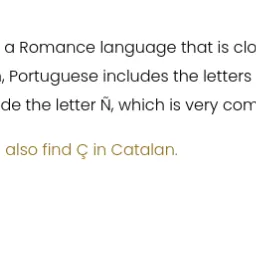 a Romance language that is clo
, Portuguese includes the letters
de the letter Ñ, which is very com
also find Ç in Catalan.